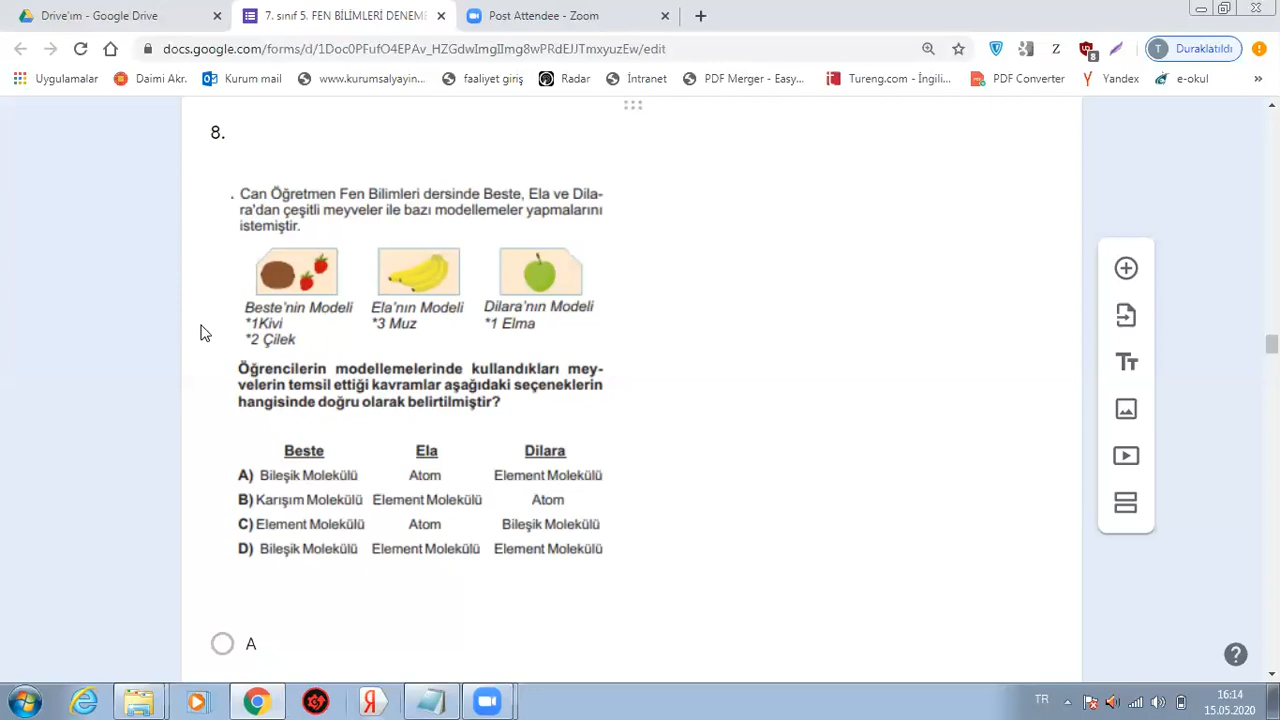 Drive'ım - Google Drive
7. sınıf 5. FEN BİLİMLERİ DENEME
Post Attendee - Zoom
docs.google.com/forms/d/1Doc0PFufO4EPAv_HZGdwImgIImg8wPRdEJJTmxyuzEw/edit
Duraklatıldı
Uygulamalar
Daimi Akr.
Kurum mail
www.kurumsalyayin...
faaliyet giriş
Radar
İntranet
PDF Merger - Easy...
Tureng.com - İngili...
PDF Converter
Yandex
e-okul
8.
. Can Öğretmen Fen Bilimleri dersinde Beste, Ela ve Dila-
ra'dan çeşitli meyveler ile bazı modellemeler yapmalarını
istemiştir.
Beste'nin Modeli Ela'nın Modeli Dilara'nın Modeli
*1Kivi *3 Muz *1 Elma
*2 Çilek
Öğrencilerin modellemelerinde kullandıkları mey-
velerin temsil ettiği kavramlar aşağıdaki seçeneklerin
hangisinde doğru olarak belirtilmiştir?
Beste Ela Dilara
A) Bileşik Molekülü Atom Element Molekülü
B) Karışım Molekülü Element Molekülü Atom
C) Element Molekülü Atom Bileşik Molekülü
D) Bileşik Molekülü Element Molekülü Element Molekülü
A
TR
16:14
15.05.2020